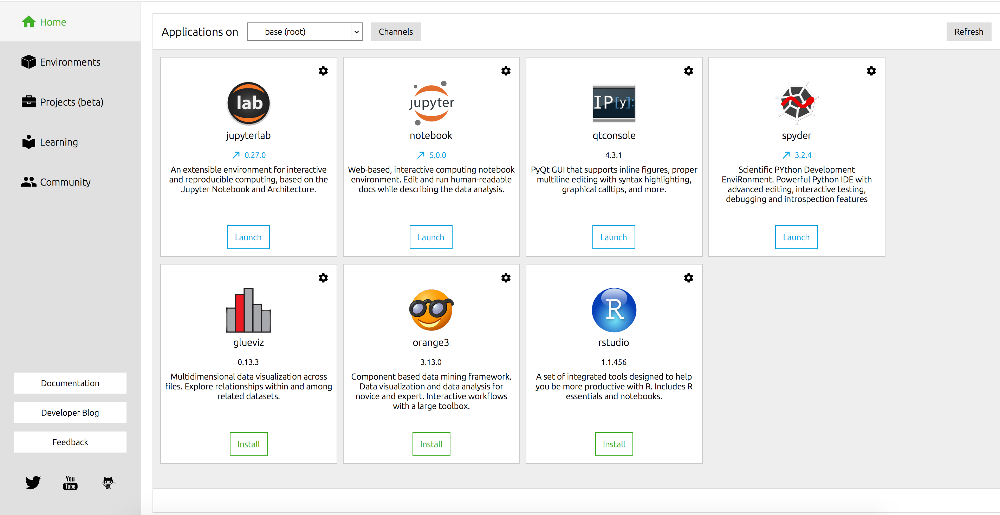 Home
Environments
Projects (beta)
Learning
Community
Documentation
Developer Blog
Feedback
You
Tube
Applications on
base (root)
Channels
Refresh
lab
jupyterlab
0.27.0
An extensible environment for interactive
and reproducible computing, based on the
Jupyter Notebook and Architecture.
Launch
jupyter
notebook
5.0.0
Web-based, interactive computing notebook
environment. Edit and run human-readable
docs while describing the data analysis.
Launch
IP[y]:
qtconsole
4.3.1
PyQt GUI that supports inline figures, proper
multiline editing with syntax highlighting,
graphical calltips, and more.
Launch
spyder
3.2.4
Scientific PYthon Development
EnviRonment. Powerful Python IDE with
advanced editing, interactive testing,
debugging and introspection features
Launch
glueviz
0.13.3
Multidimensional data visualization across
files. Explore relationships within and among
related datasets.
Install
orange3
3.13.0
Component based data mining framework.
Data visualization and data analysis for
novice and expert. Interactive workflows
with a large toolbox.
Install
R
rstudio
1.1.456
A set of integrated tools designed to help
you be more productive with R. Includes R
essentials and notebooks.
Install